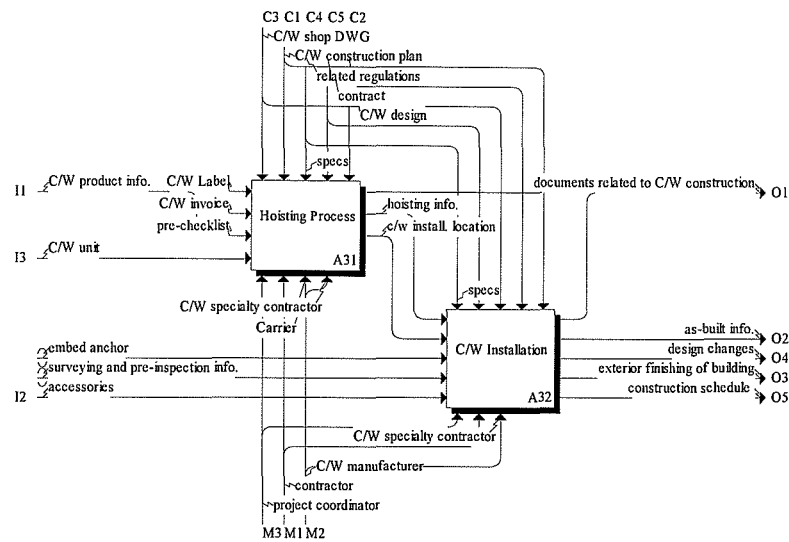 C3 C1 C4 C5 C2
C/W shop DWG
C/W construction plan
related regulations
contract
C/W design
specs
I1
C/W product info.
C/W Label
C/W invoice
pre-checklist
Hoisting Process
A31
documents related to C/W construction
O1
hoisting info.
c/w install. location
I3
C/W unit
C/W specialty contractor
Carrier
specs
C/W Installation
A32
embed anchor
surveying and pre-inspection info.
I2
accessories
as-built info.
O2
design changes
O4
exterior finishing of building
O3
construction schedule
O5
C/W specialty contractor
C/W manufacturer
contractor
project coordinator
M3 M1 M2